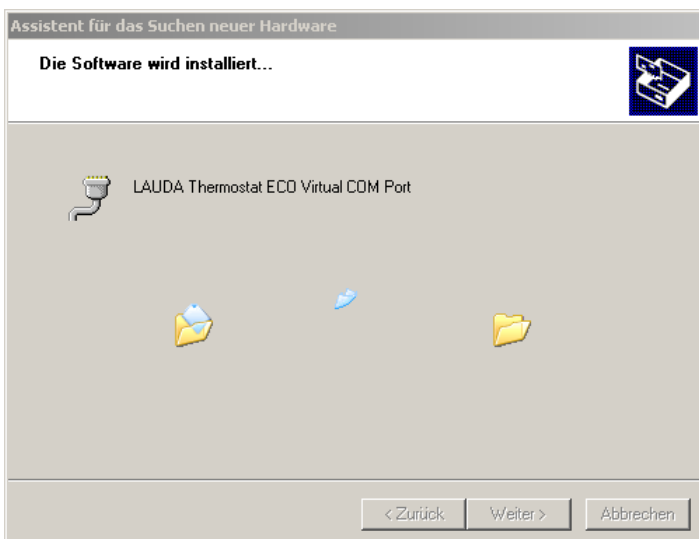 Assistent für das Suchen neuer Hardware
Die Software wird installiert...
LAUDA Thermostat ECO Virtual COM Port
< Zurück
Weiter >
Abbrechen